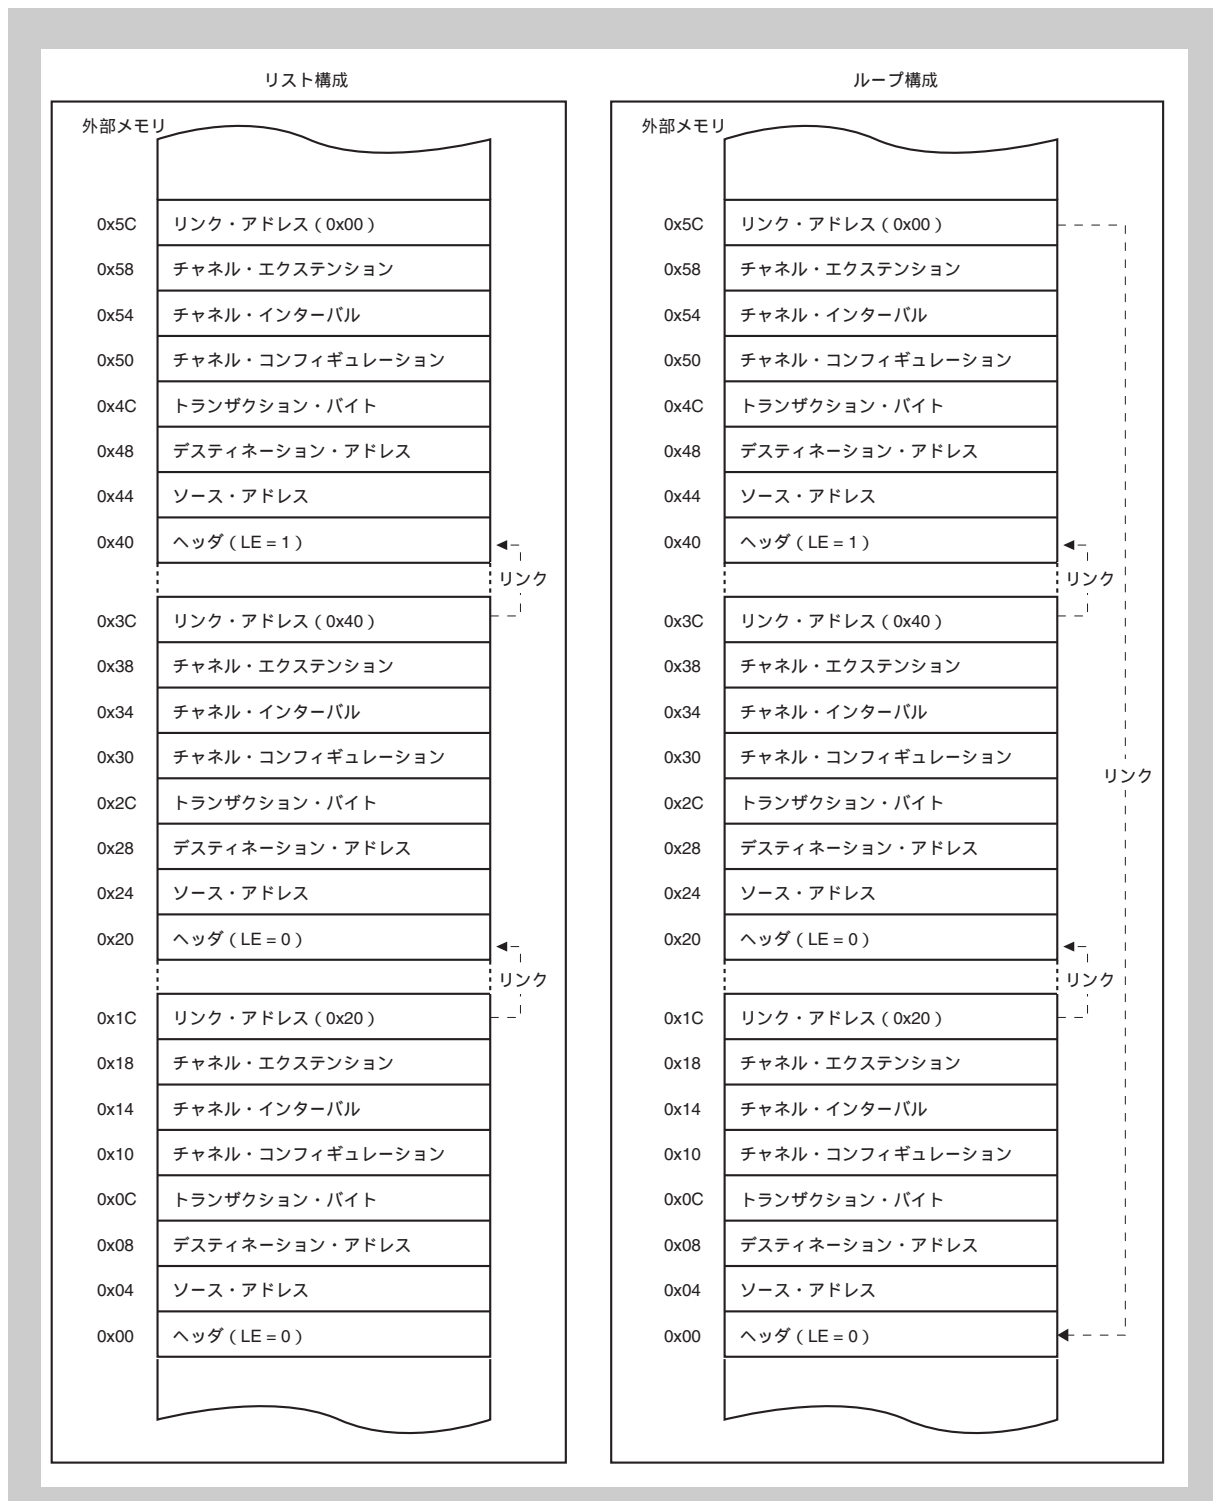 リスト構成
外部メモリ
0x5C リンク・アドレス（0x00）
0x58 チャネル・エクステンション
0x54 チャネル・インターバル
0x50 チャネル・コンフィギュレーション
0x4C トランザクション・バイト
0x48 デスティネーション・アドレス
0x44 ソース・アドレス
0x40 ヘッダ（LE = 1）
リンク
0x3C リンク・アドレス（0x40）
0x38 チャネル・エクステンション
0x34 チャネル・インターバル
0x30 チャネル・コンフィギュレーション
0x2C トランザクション・バイト
0x28 デスティネーション・アドレス
0x24 ソース・アドレス
0x20 ヘッダ（LE = 0）
リンク
0x1C リンク・アドレス（0x20）
0x18 チャネル・エクステンション
0x14 チャネル・インターバル
0x10 チャネル・コンフィギュレーション
0x0C トランザクション・バイト
0x08 デスティネーション・アドレス
0x04 ソース・アドレス
0x00 ヘッダ（LE = 0）
ループ構成
外部メモリ
0x5C リンク・アドレス（0x00）
0x58 チャネル・エクステンション
0x54 チャネル・インターバル
0x50 チャネル・コンフィギュレーション
0x4C トランザクション・バイト
0x48 デスティネーション・アドレス
0x44 ソース・アドレス
0x40 ヘッダ（LE = 1）
リンク
0x3C リンク・アドレス（0x40）
0x38 チャネル・エクステンション
0x34 チャネル・インターバル
0x30 チャネル・コンフィギュレーション
リンク
0x2C トランザクション・バイト
0x28 デスティネーション・アドレス
0x24 ソース・アドレス
0x20 ヘッダ（LE = 0）
リンク
0x1C リンク・アドレス（0x20）
0x18 チャネル・エクステンション
0x14 チャネル・インターバル
0x10 チャネル・コンフィギュレーション
0x0C トランザクション・バイト
0x08 デスティネーション・アドレス
0x04 ソース・アドレス
0x00 ヘッダ（LE = 0）